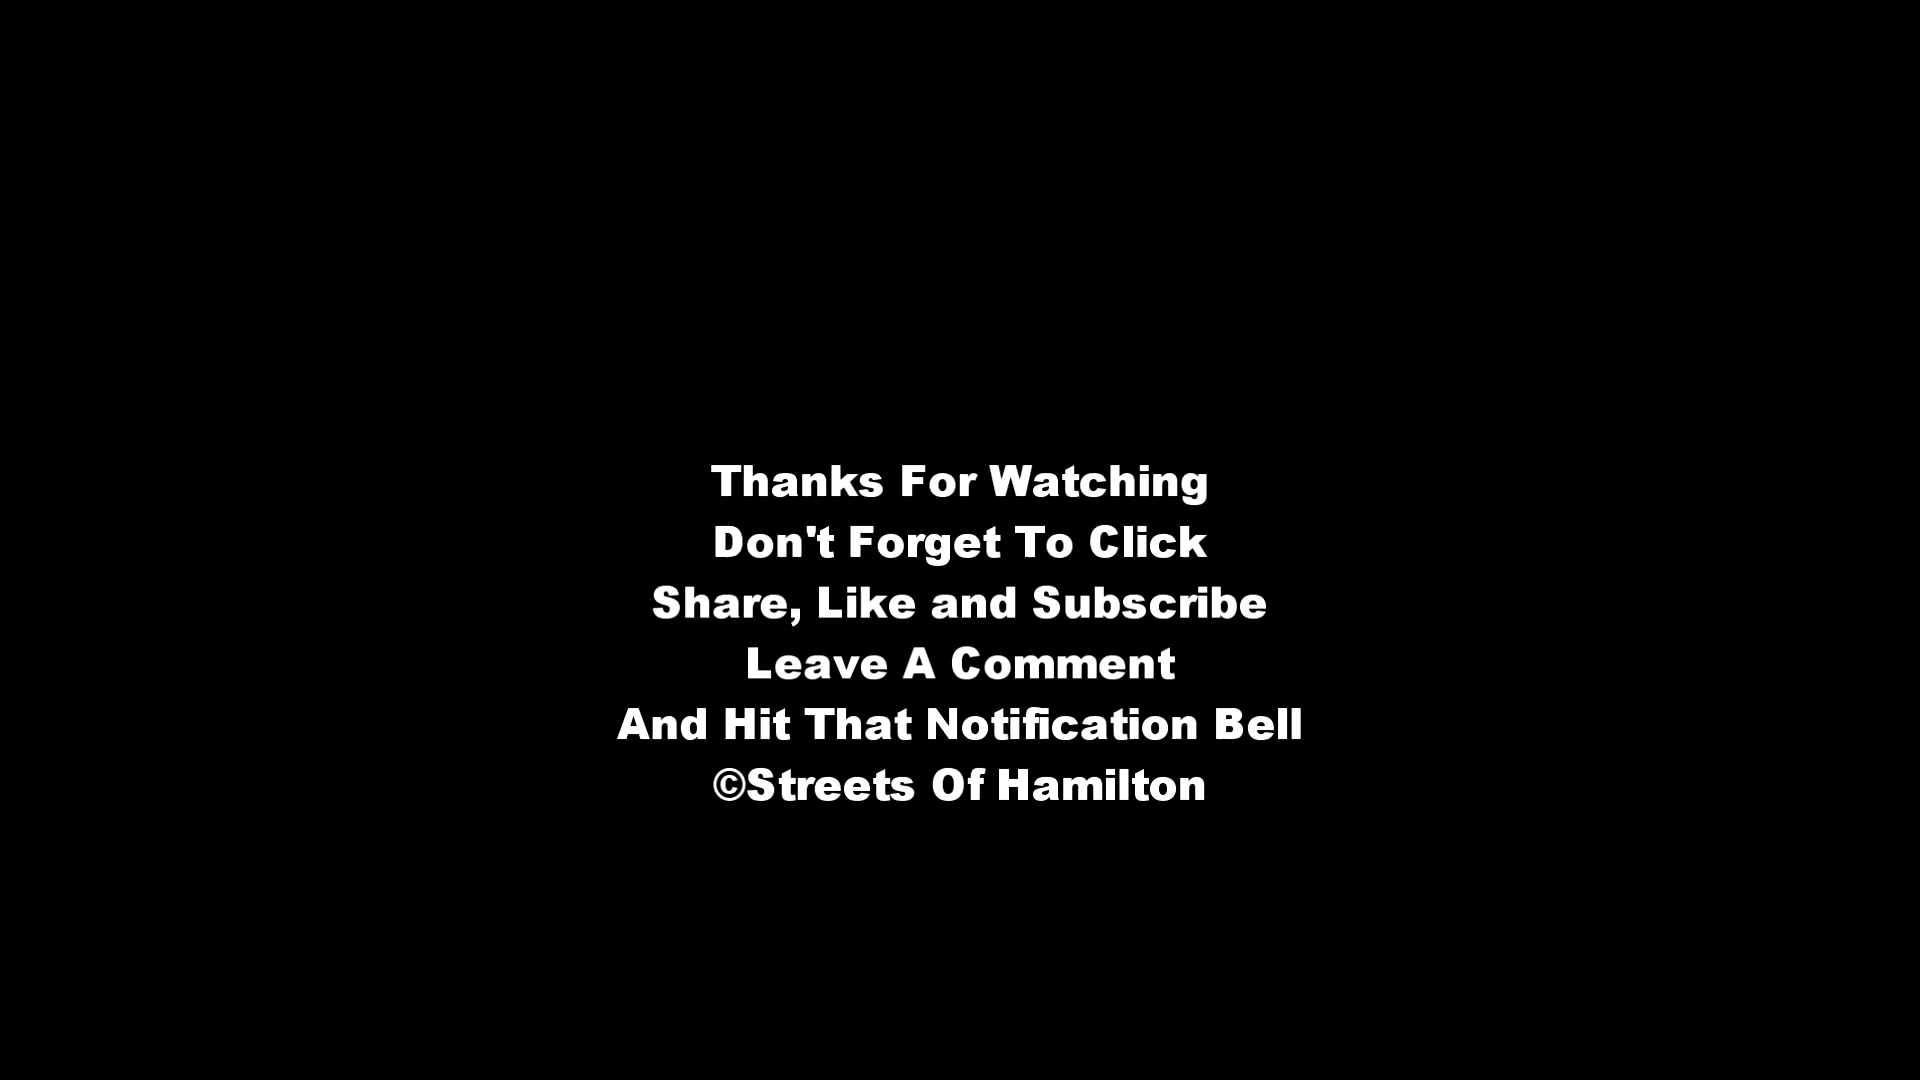 Thanks For Watching
Don't Forget To Click
Share, Like and Subscribe
Leave A Comment
And Hit That Notification Bell
©Streets Of Hamilton